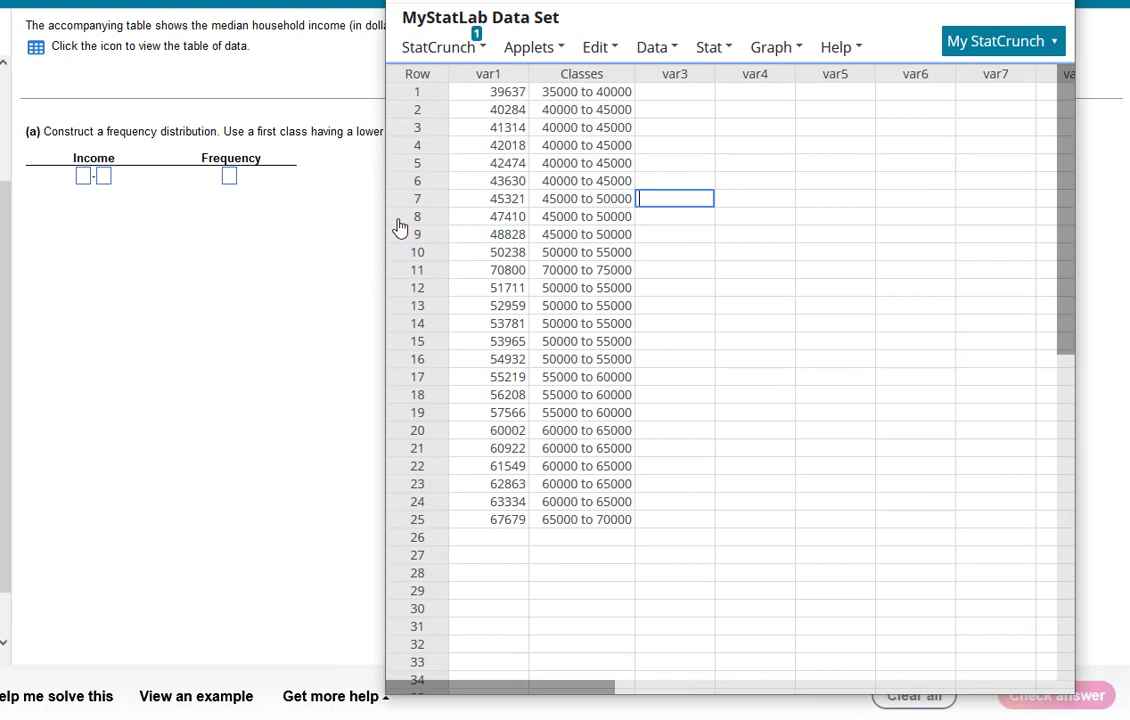 The accompanying table shows the median household income (in dolla
Click the icon to view the table of data.
(a) Construct a frequency distribution. Use a first class having a lower
Income Frequency
-
MyStatLab Data Set
StatCrunch 1 Applets Edit Data Stat Graph Help My StatCrunch
Row var1 Classes var3 var4 var5 var6 var7 va
1 39637 35000 to 40000
2 40284 40000 to 45000
3 41314 40000 to 45000
4 42018 40000 to 45000
5 42474 40000 to 45000
6 43630 40000 to 45000
7 45321 45000 to 50000
8 47410 45000 to 50000
9 48828 45000 to 50000
10 50238 50000 to 55000
11 70800 70000 to 75000
12 51711 50000 to 55000
13 52959 50000 to 55000
14 53781 50000 to 55000
15 53965 50000 to 55000
16 54932 50000 to 55000
17 55219 55000 to 60000
18 56208 55000 to 60000
19 57566 55000 to 60000
20 60002 60000 to 65000
21 60922 60000 to 65000
22 61549 60000 to 65000
23 62863 60000 to 65000
24 63334 60000 to 65000
25 67679 65000 to 70000
26
27
28
29
30
31
32
33
34
elp me solve this View an example Get more help Clear all Check answer